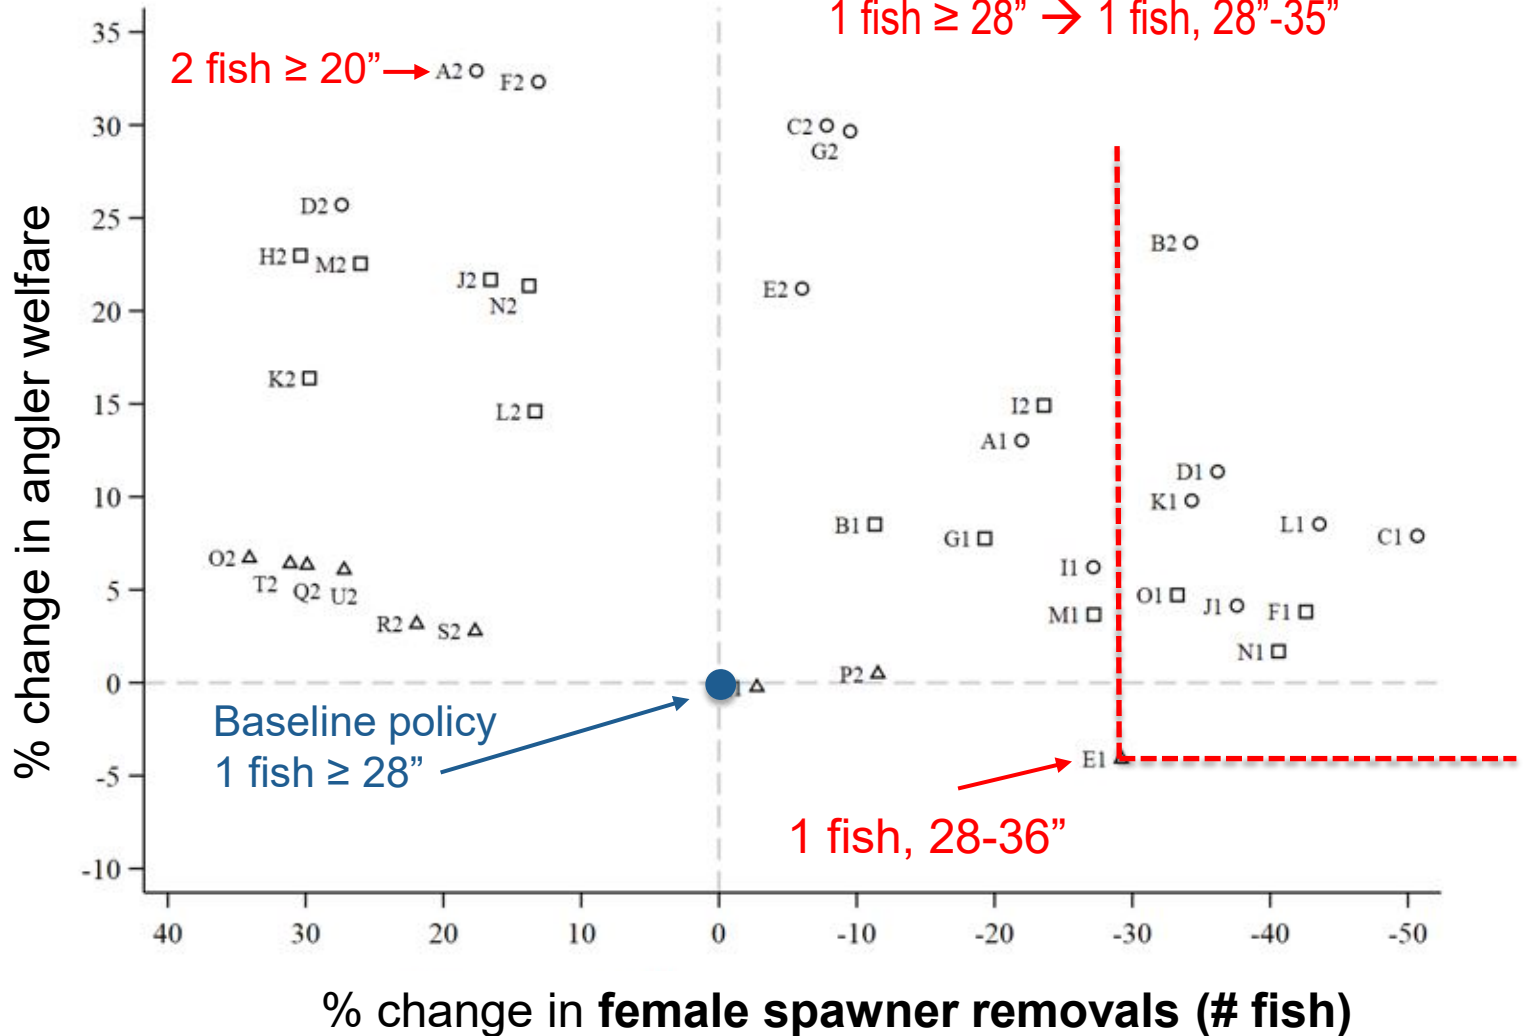 1 fish ≥ 28” → 1 fish, 28”-35”
35
2 fish ≥ 20”
A2
F2
30
C2
G2
25
D2
B2
H2
M2
J2
N2
E2
20
K2
15
L2
I2
A1
10
D1
K1
B1
G1
L1
C1
5
O2
T2
Q2
U2
I1
O1
J1
F1
M1
R2
S2
N1
0
P2
Baseline policy
1 fish ≥ 28”
-5
E1
1 fish, 28-36”
-10
40 30 20 10 0 -10 -20 -30 -40 -50
% change in angler welfare
% change in female spawner removals (# fish)